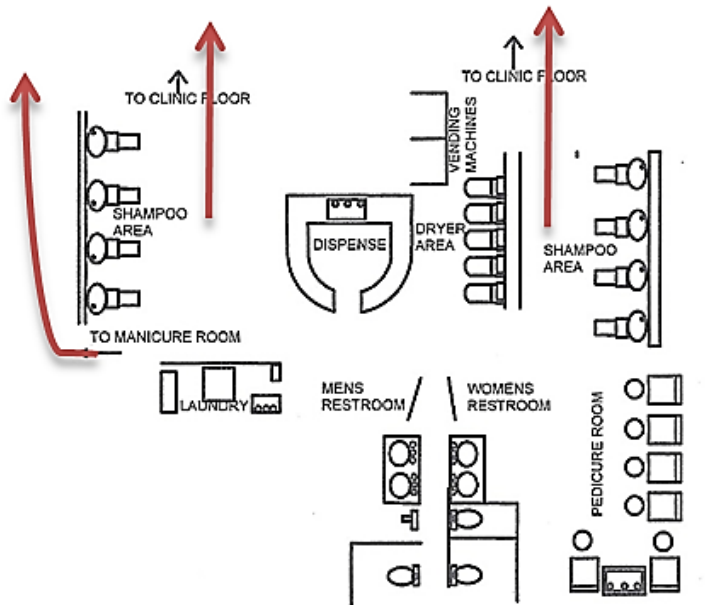 TO CLINIC FLOOR
TO CLINIC FLOOR
VENDING
MACHINES
SHAMPOO
AREA
DISPENSE
DRYER
AREA
SHAMPOO
AREA
TO MANICURE ROOM
LAUNDRY
MENS
RESTROOM
WOMENS
RESTROOM
PEDICURE ROOM